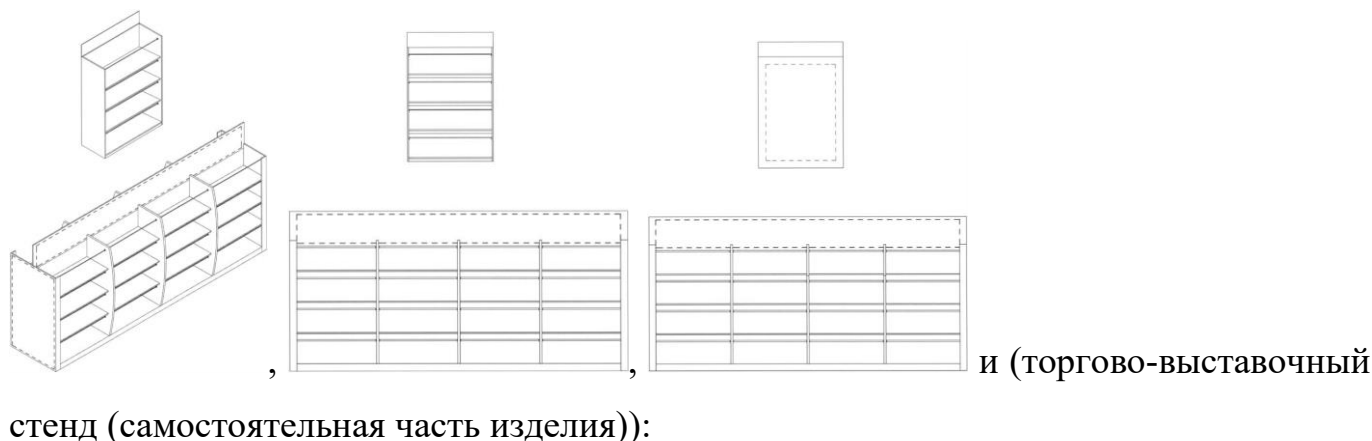 , , и (торгово-выставочный
стенд (самостоятельная часть изделия)):